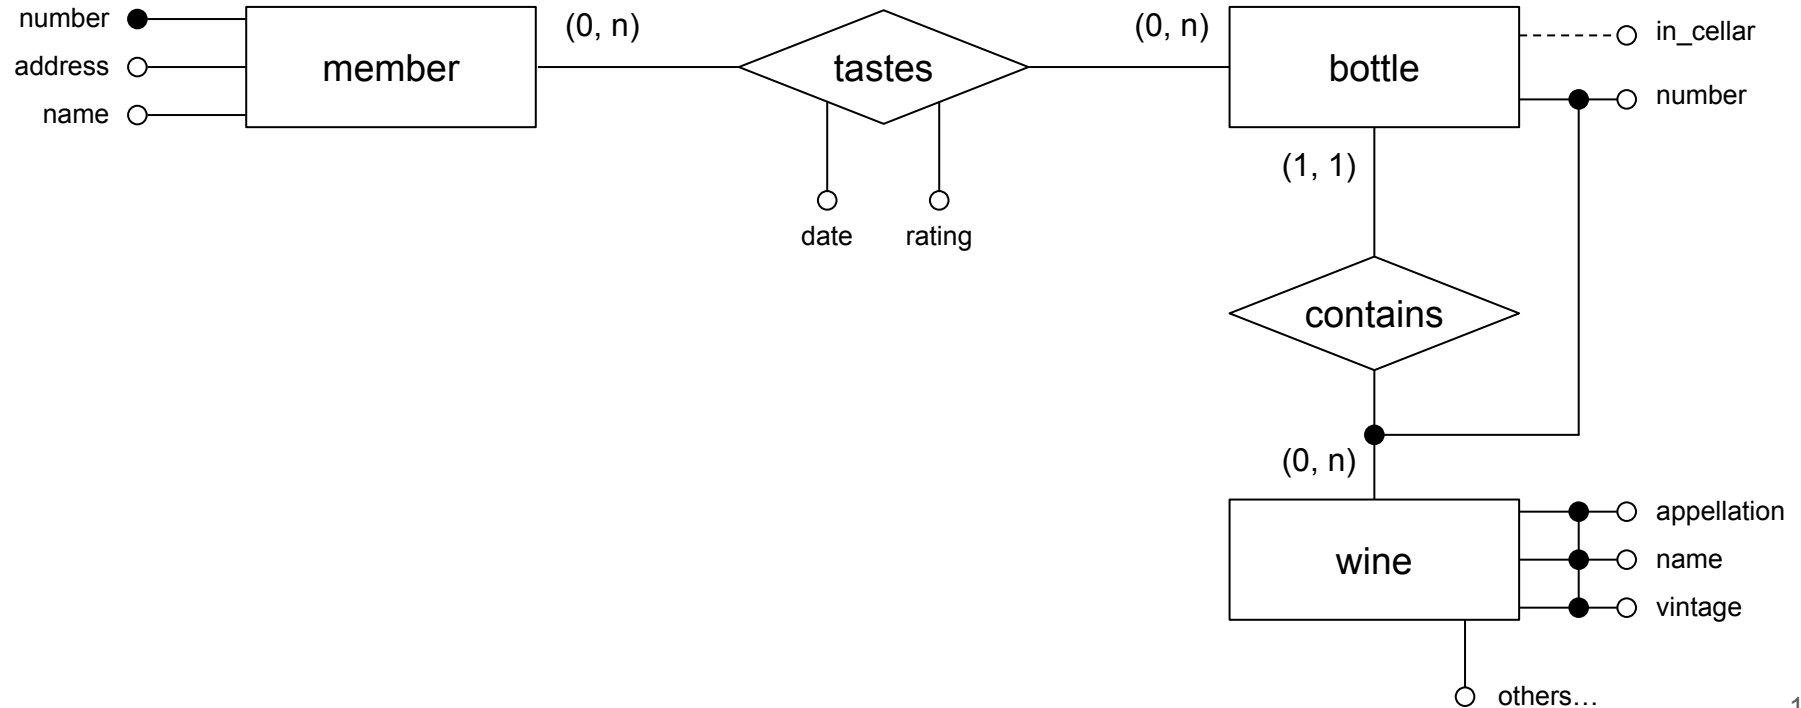 number
address
name
member
(0, n)
tastes
date
rating
(0, n)
bottle
in_cellar
number
(1, 1)
contains
(0, n)
wine
appellation
name
vintage
others…
1